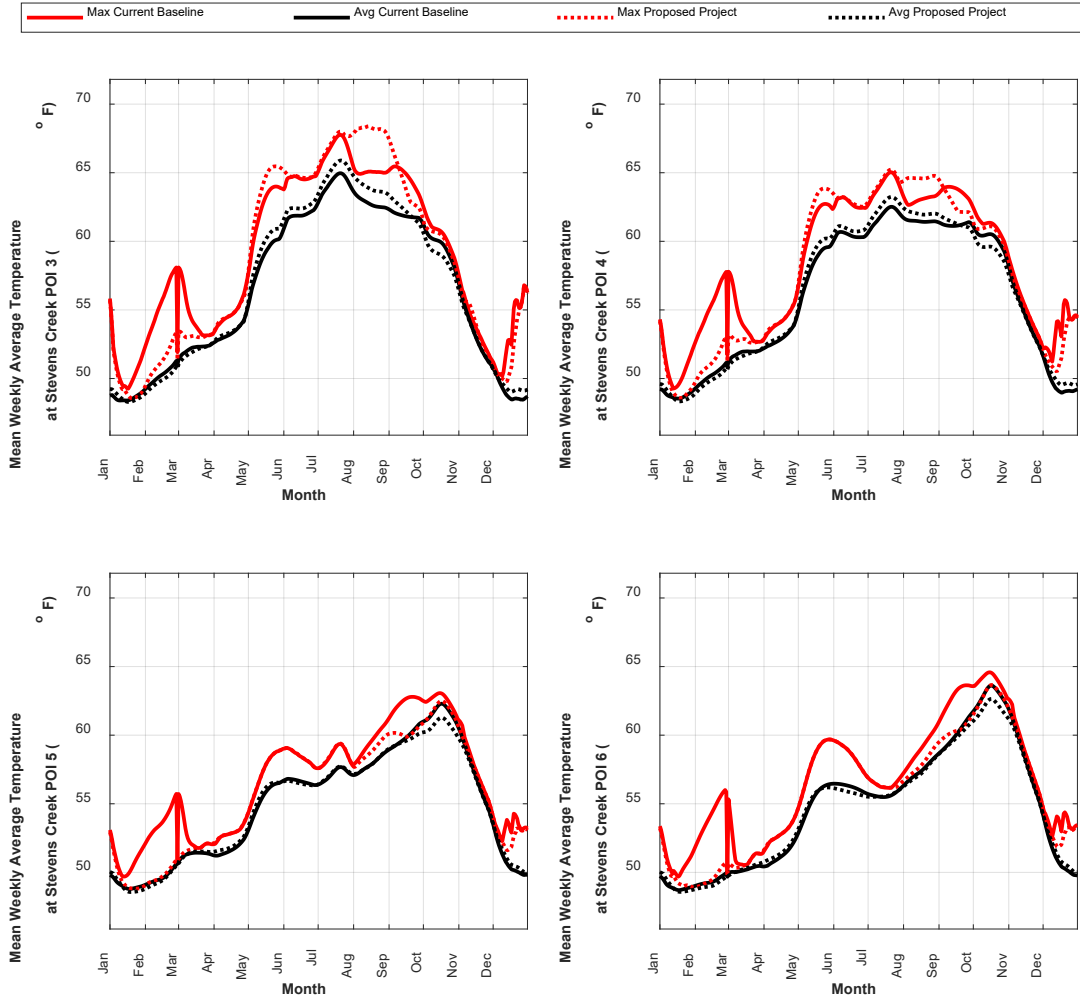 Max Current Baseline Avg Current Baseline Max Proposed Project Avg Proposed Project
Mean Weekly Average Temperature
at Stevens Creek POI 3 ( o F)
70
65
60
55
50
Jan Feb Mar Apr May Jun Jul Aug Sep Oct Nov Dec
Month
Mean Weekly Average Temperature
at Stevens Creek POI 4 ( o F)
70
65
60
55
50
Jan Feb Mar Apr May Jun Jul Aug Sep Oct Nov Dec
Month
Mean Weekly Average Temperature
at Stevens Creek POI 5 ( o F)
70
65
60
55
50
Jan Feb Mar Apr May Jun Jul Aug Sep Oct Nov Dec
Month
Mean Weekly Average Temperature
at Stevens Creek POI 6 ( o F)
70
65
60
55
50
Jan Feb Mar Apr May Jun Jul Aug Sep Oct Nov Dec
Month